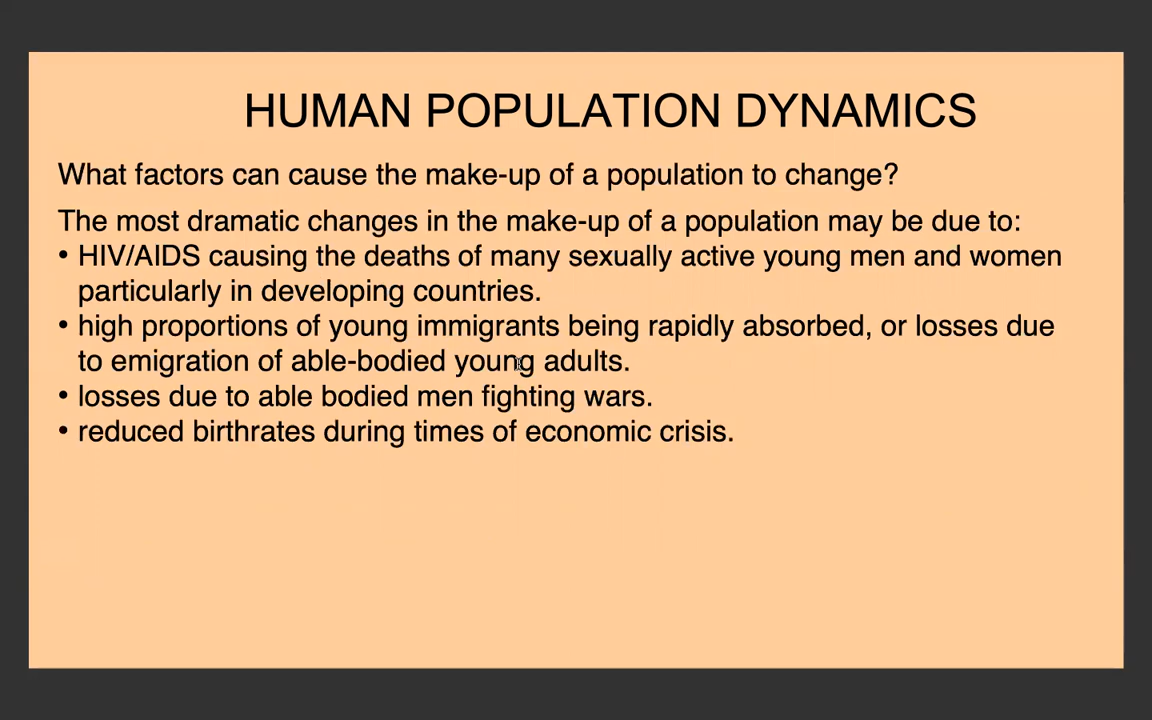 HUMAN POPULATION DYNAMICS
What factors can cause the make-up of a population to change?
The most dramatic changes in the make-up of a population may be due to:
• HIV/AIDS causing the deaths of many sexually active young men and women
particularly in developing countries.
• high proportions of young immigrants being rapidly absorbed, or losses due
to emigration of able-bodied young adults.
• losses due to able bodied men fighting wars.
• reduced birthrates during times of economic crisis.